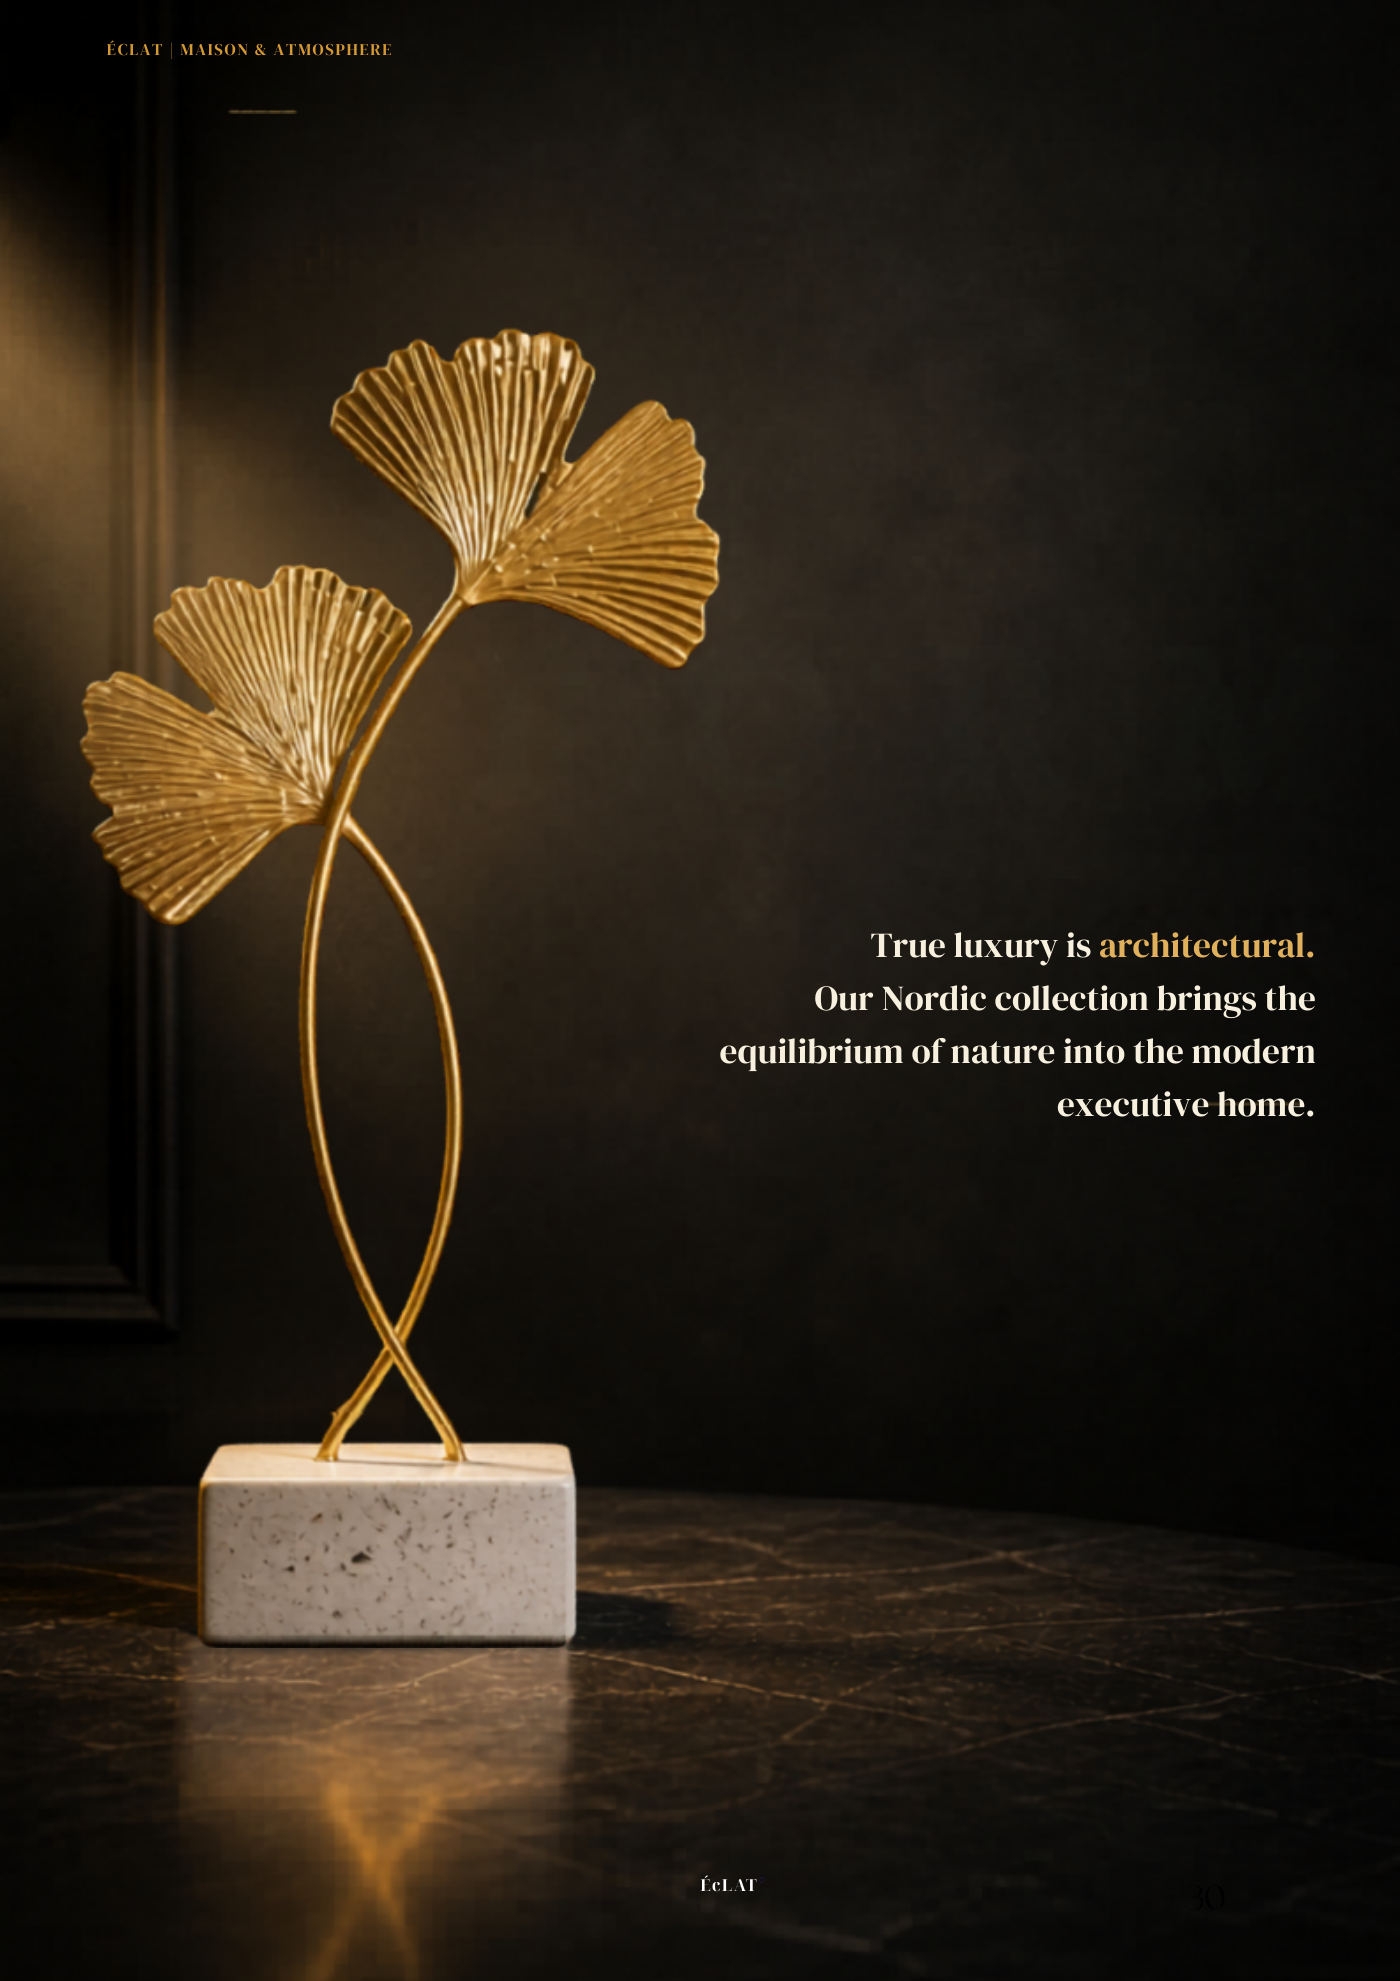 ÉCLAT | MAISON & ATMOSPHERE
True luxury is architectural.
Our Nordic collection brings the
equilibrium of nature into the modern
executive home.
ÉcLAT
30